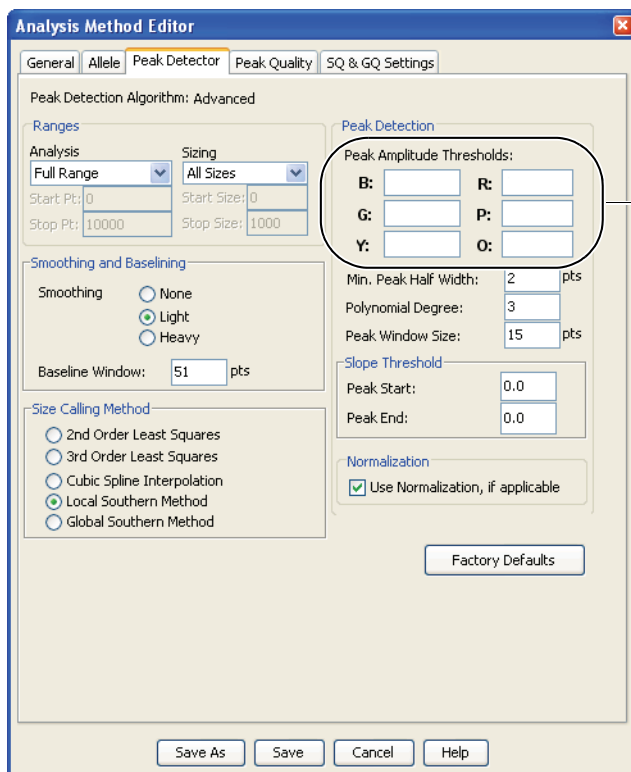 Analysis Method Editor
General Allele Peak Detector Peak Quality SQ & GQ Settings
Peak Detection Algorithm: Advanced
Ranges
Analysis Sizing
Full Range All Sizes
Start Pt: 0 Start Size: 0
Stop Pt: 10000 Stop Size: 1000
Smoothing and Baselining
Smoothing None
Light
Heavy
Baseline Window: 51 pts
Size Calling Method
2nd Order Least Squares
3rd Order Least Squares
Cubic Spline Interpolation
Local Southern Method
Global Southern Method
Peak Detection
Peak Amplitude Thresholds:
B: R:
G: P:
Y: O:
Min. Peak Half Width: 2 pts
Polynomial Degree: 3
Peak Window Size: 15 pts
Slope Threshold
Peak Start: 0.0
Peak End: 0.0
Normalization
Use Normalization, if applicable
Factory Defaults
Save As Save Cancel Help